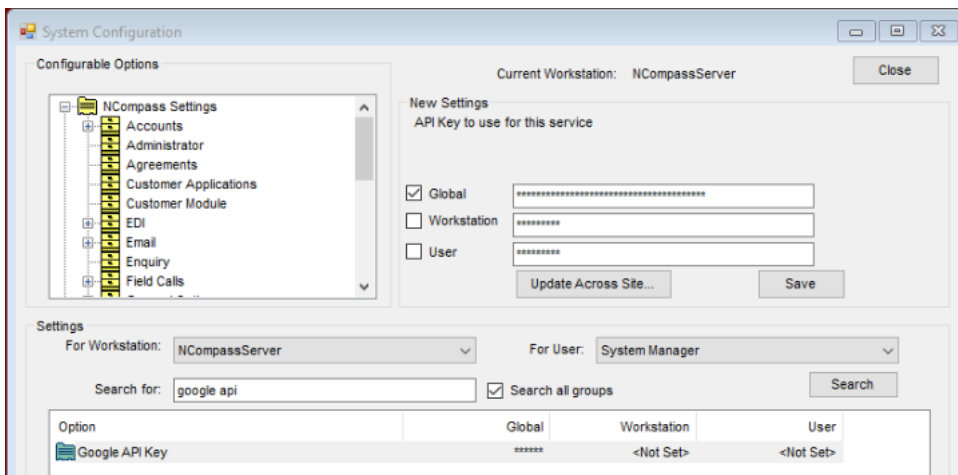 System Configuration
Configurable Options
Current Workstation: NCompassServer
Close
NCompass Settings
Accounts
Administrator
Agreements
Customer Applications
Customer Module
EDI
Email
Enquiry
Field Calls
New Settings
API Key to use for this service
Global ****************************************
Workstation *********
User *********
Update Across Site...
Save
Settings
For Workstation: NCompassServer
For User: System Manager
Search for: google api
Search all groups
Search
Option Global Workstation User
Google API Key ****** <Not Set> <Not Set>